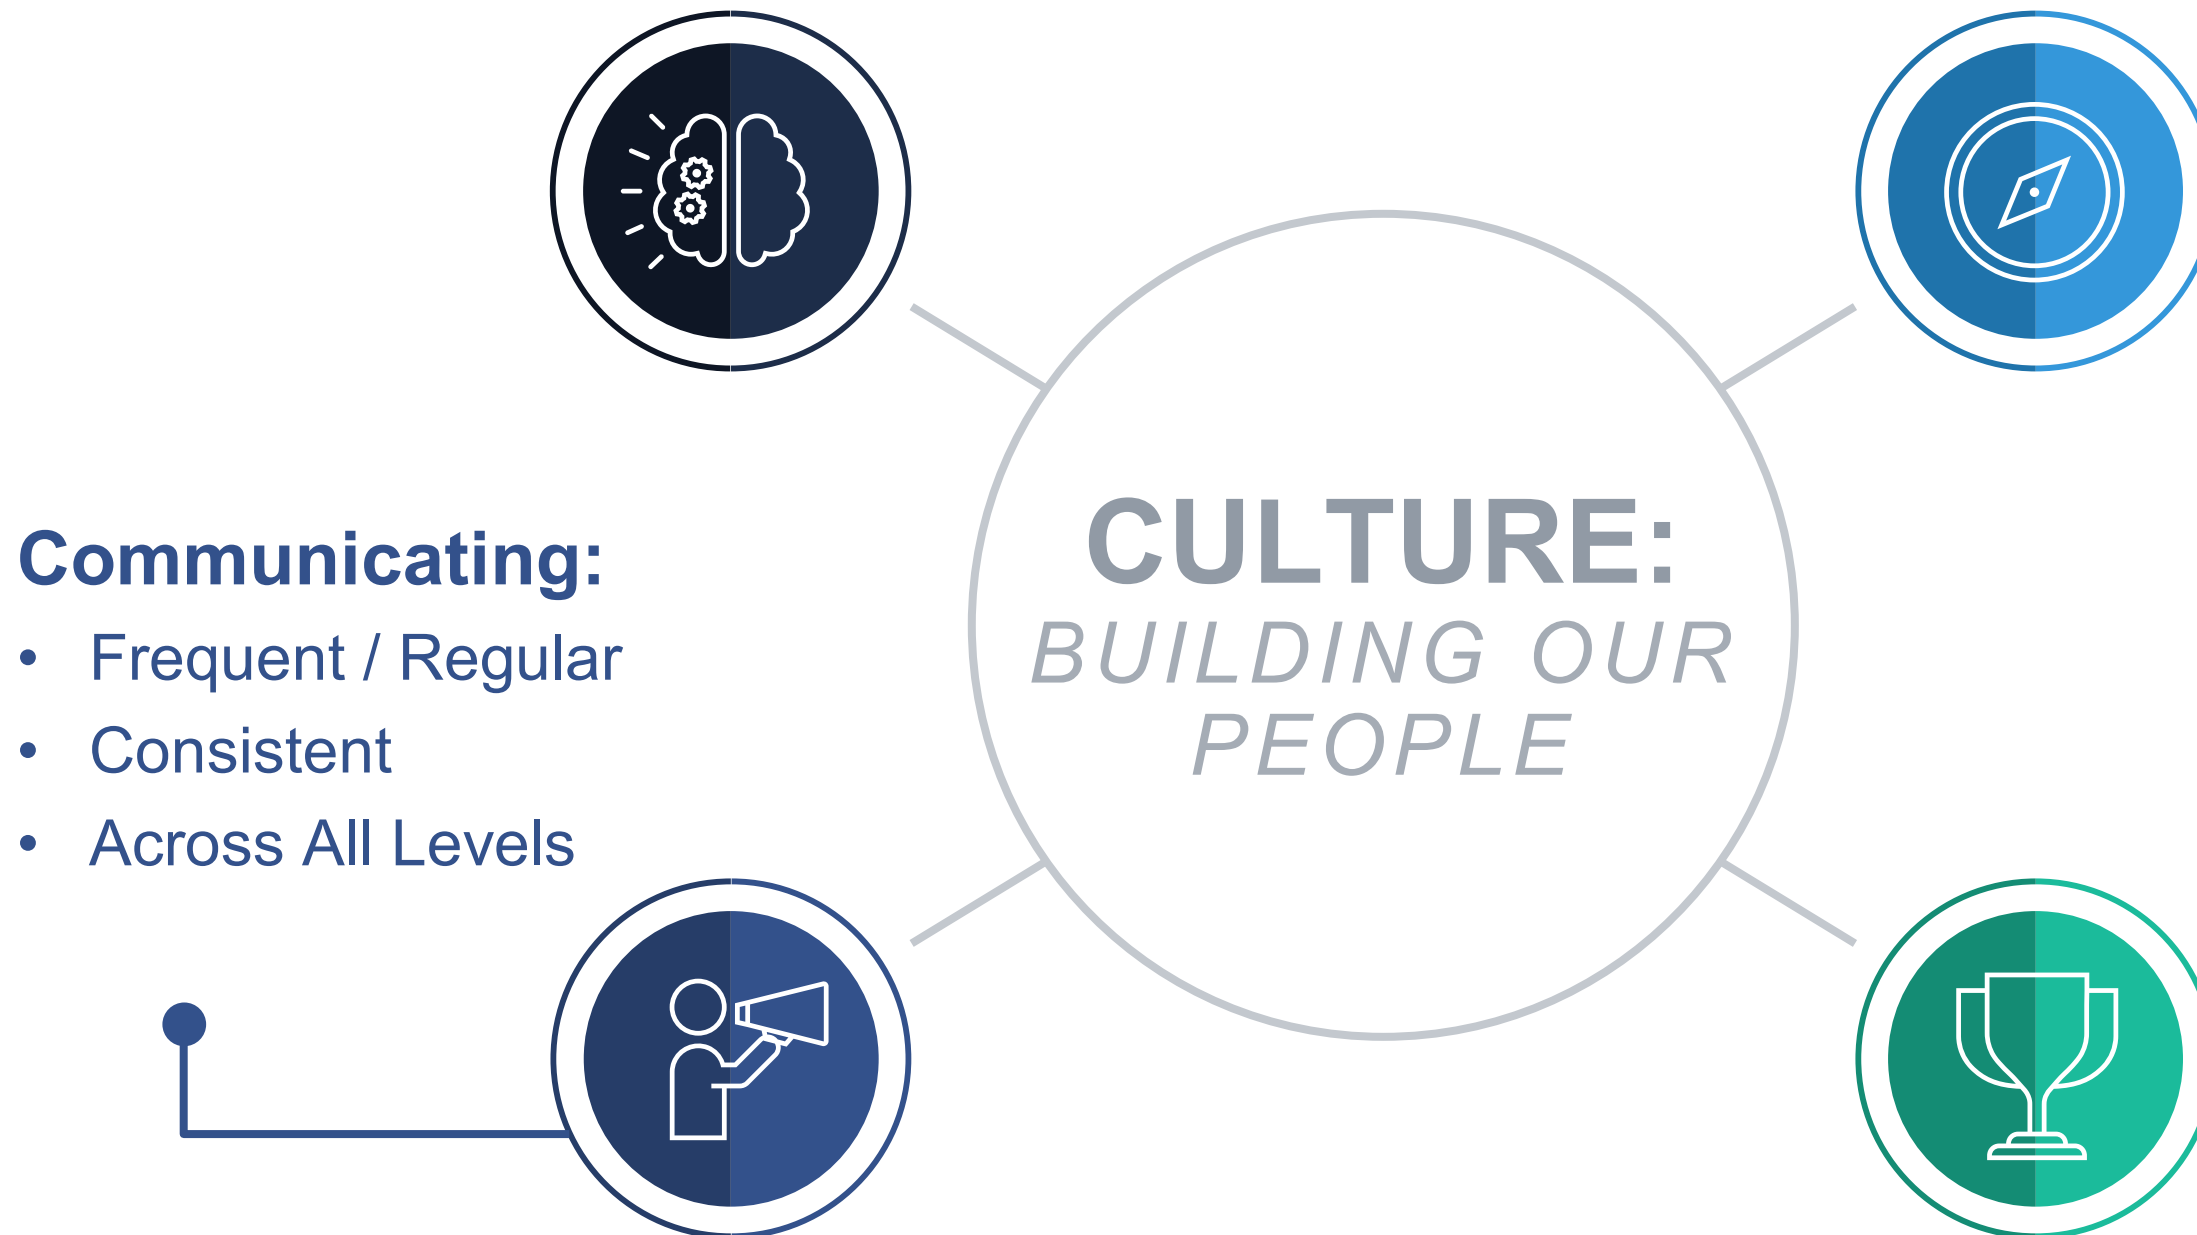 Communicating:
• Frequent / Regular
• Consistent
• Across All Levels
CULTURE:
BUILDING OUR
PEOPLE